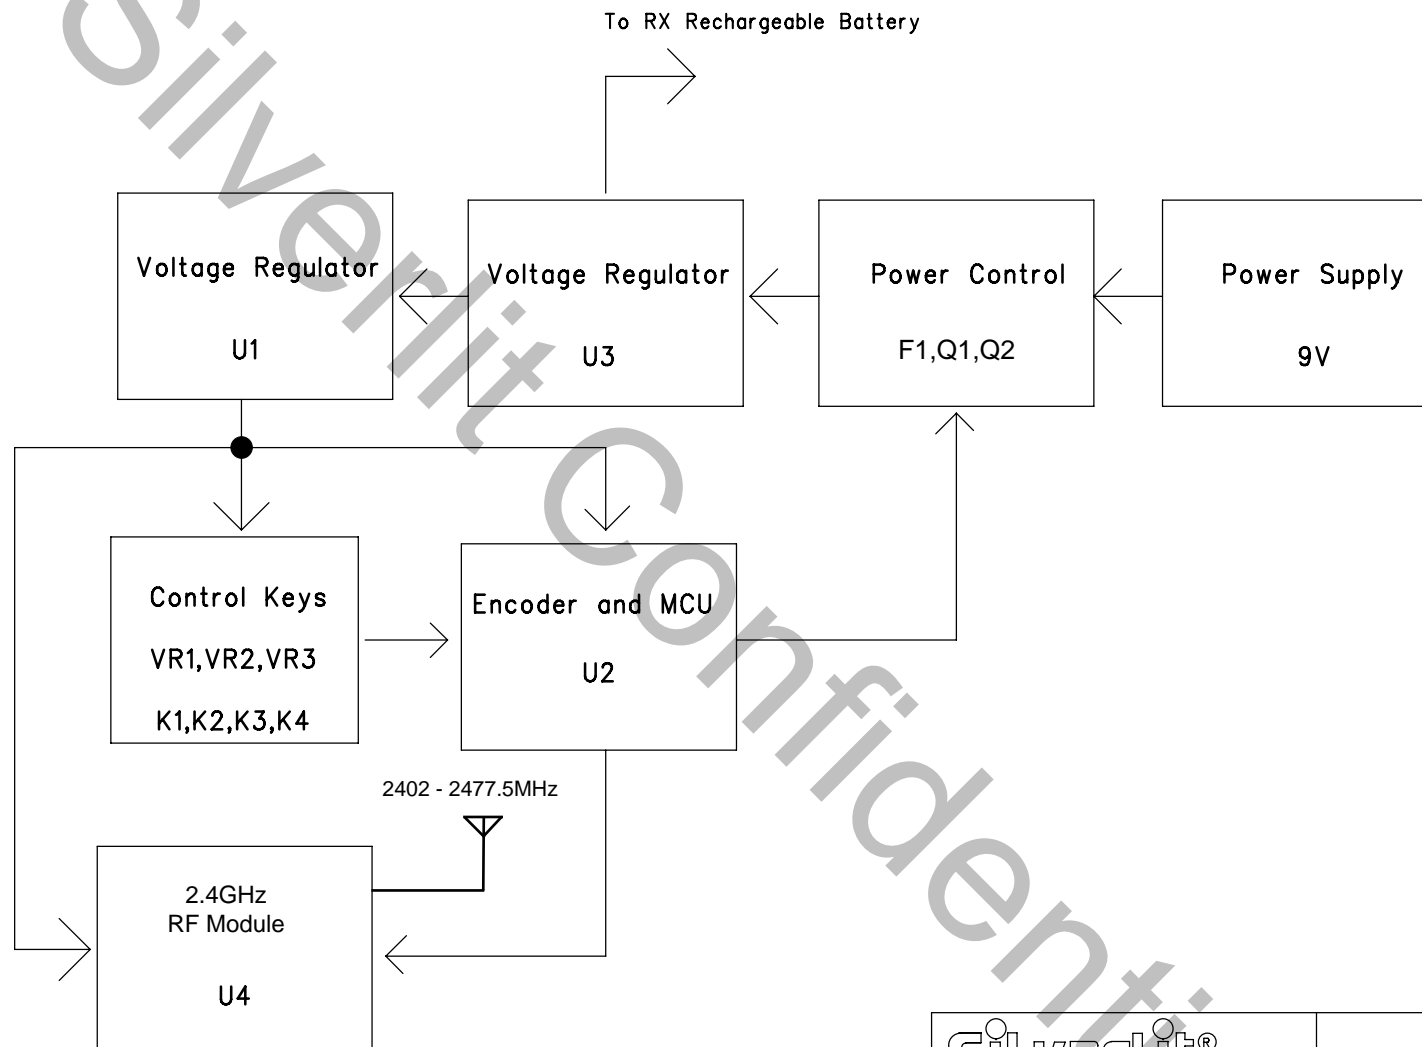 To RX Rechargeable Battery
Voltage Regulator
U1
Voltage Regulator
U3
Power Control
F1,Q1,Q2
Power Supply
9V
Control Keys
VR1,VR2,VR3
K1,K2,K3,K4
Encoder and MCU
U2
2402 - 2477.5MHz
2.4GHz
RF Module
U4
Silverlit Confidenti
Silverlit®